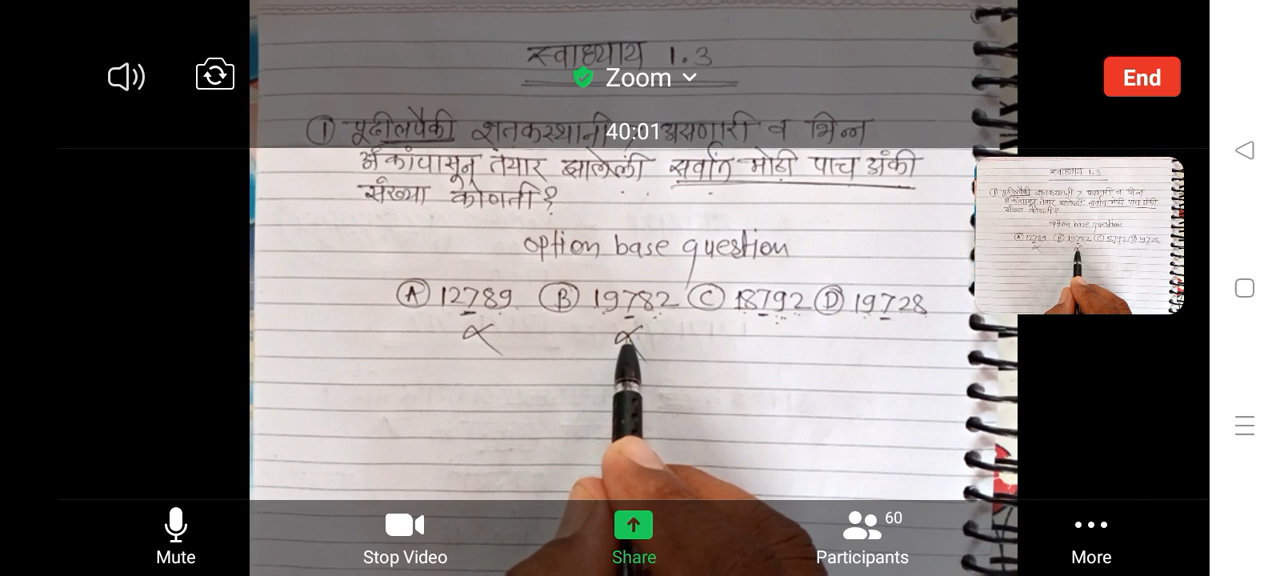 स्वाध्याय 1.3
Zoom
End
40:01
① पूढीलपैकी शतकस्थानी 7 असणारी व भिन्न
अंकांपासून तयार झालेली सर्वात मोठी पाच अंकी
संख्या कोणती?
option base question
Ⓐ 12789 Ⓑ 19782 Ⓒ 18792 Ⓓ 19728
Mute
Stop Video
Share
60
Participants
More